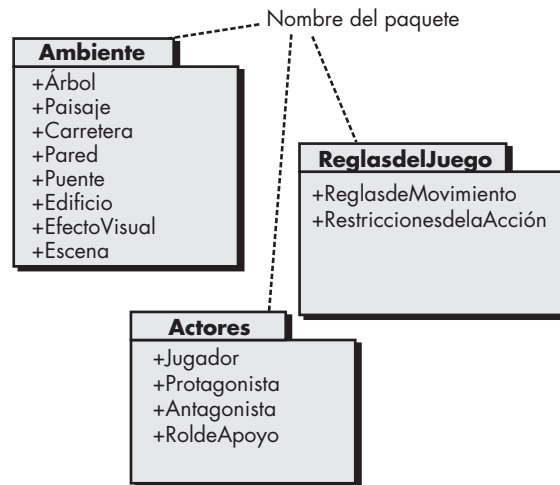 Nombre del paquete
Ambiente
+Árbol
+Paisaje
+Carretera
+Pared
+Puente
+Edificio
+EfectoVisual
+Escena
ReglasdelJuego
+ReglasdeMovimiento
+RestriccionesdelaAcción
Actores
+Jugador
+Protagonista
+Antagonista
+RoldeApoyo